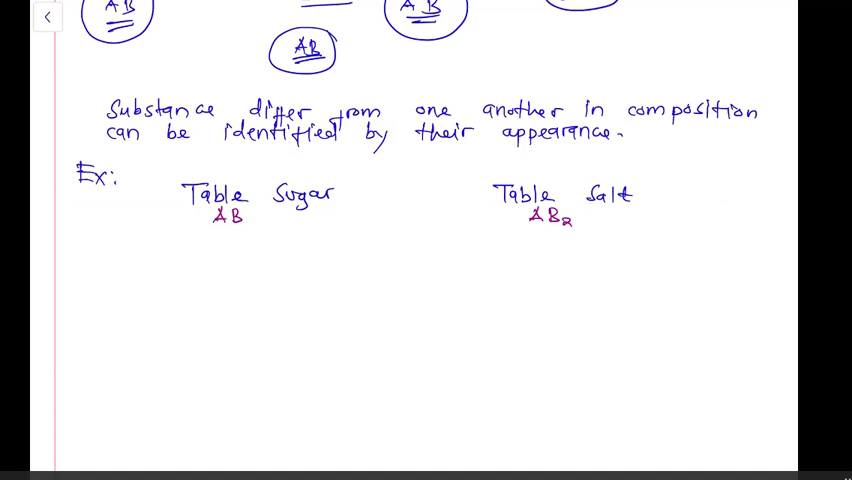 AB
AB
AB
Substance differ from one another in composition
can be identified by their appearance.
Ex:
Table Sugar Table Salt
AB AB₂